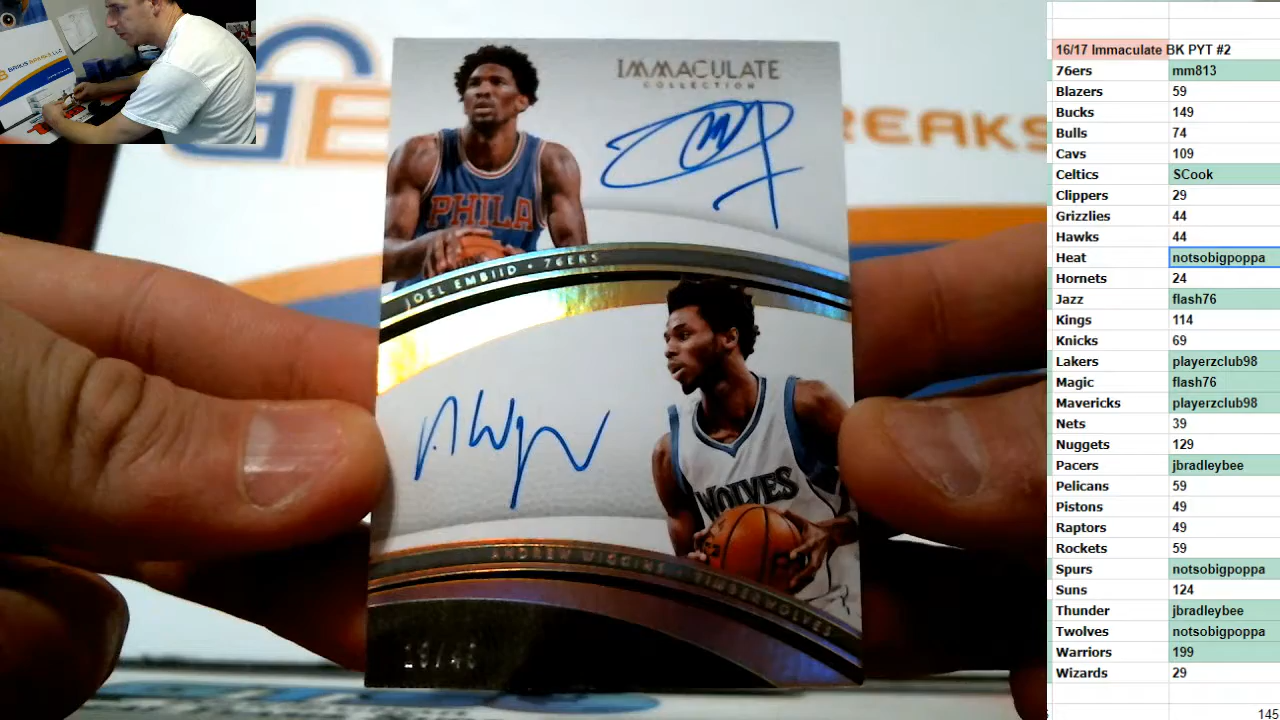 BRIKS BREAKS LLC
REAKS
IMMACULATE
COLLECTION
PHILA
JOEL EMBIID • 76ERS
WOLVES
ANDREW WIGGINS • TIMBERWOLVES
16/17 Immaculate BK PYT #2
76ers mm813
Blazers 59
Bucks 149
Bulls 74
Cavs 109
Celtics SCook
Clippers 29
Grizzlies 44
Hawks 44
Heat notsobigpoppa
Hornets 24
Jazz flash76
Kings 114
Knicks 69
Lakers playerzclub98
Magic flash76
Mavericks playerzclub98
Nets 39
Nuggets 129
Pacers jbradleybee
Pelicans 59
Pistons 49
Raptors 49
Rockets 59
Spurs notsobigpoppa
Suns 124
Thunder jbradleybee
Twolves notsobigpoppa
Warriors 199
Wizards 29
145